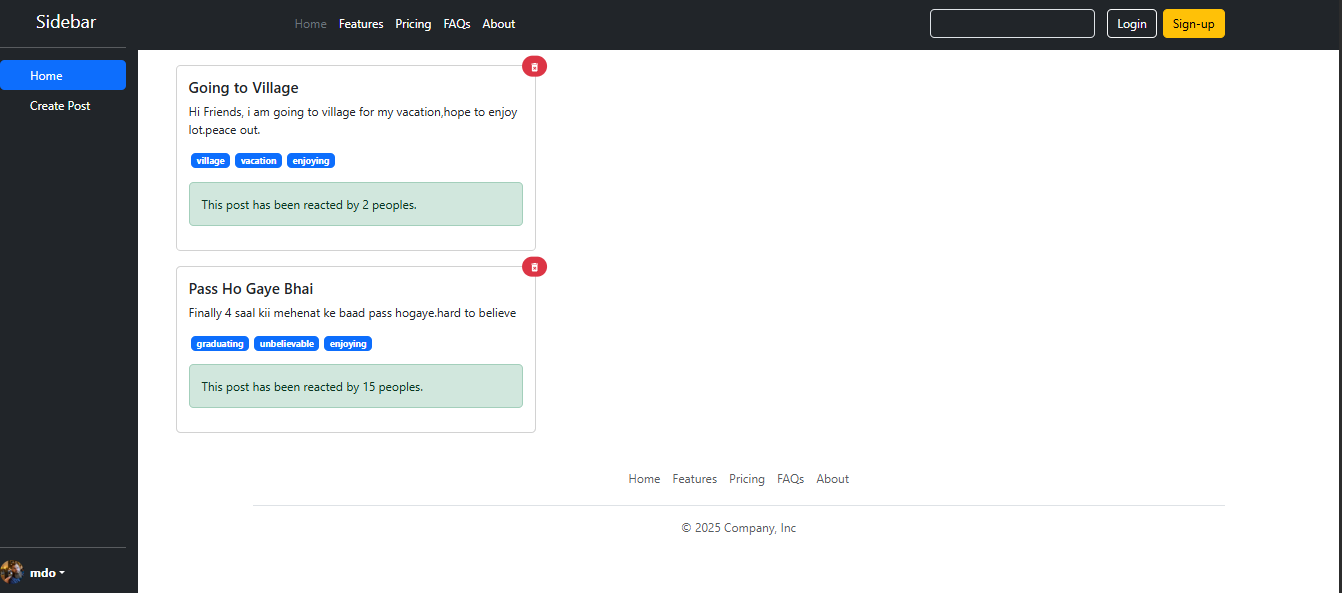 Sidebar
Home Features Pricing FAQs About
Login Sign-up
Home
Create Post
Going to Village
Hi Friends, i am going to village for my vacation,hope to enjoy
lot.peace out.
village vacation enjoying
This post has been reacted by 2 peoples.
Pass Ho Gaye Bhai
Finally 4 saal kii mehenat ke baad pass hogaye.hard to believe
graduating unbelievable enjoying
This post has been reacted by 15 peoples.
Home Features Pricing FAQs About
© 2025 Company, Inc
mdo